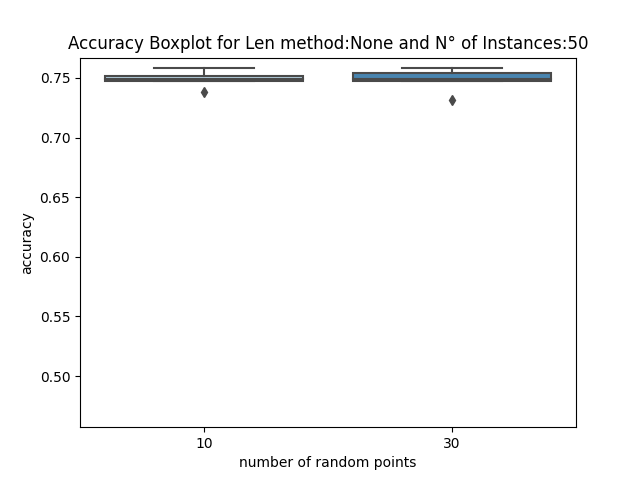 Accuracy Boxplot for Len method:None and N° of Instances:50
0.75
0.70
0.65
0.60
0.55
0.50
accuracy
10
30
number of random points